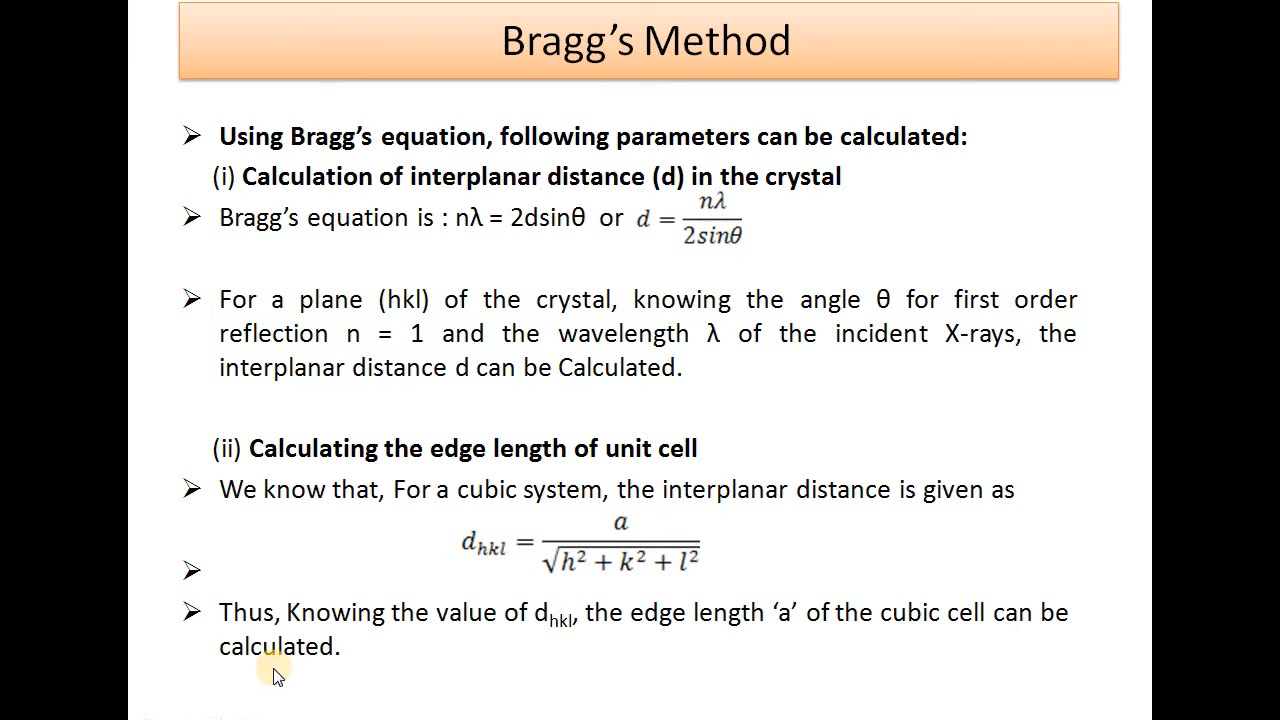 Bragg’s Method
➢ Using Bragg’s equation, following parameters can be calculated:
(i) Calculation of interplanar distance (d) in the crystal
➢ Bragg’s equation is : nλ = 2dsinθ or d = nλ / 2sinθ
➢ For a plane (hkl) of the crystal, knowing the angle θ for first order
reflection n = 1 and the wavelength λ of the incident X-rays, the
interplanar distance d can be Calculated.
(ii) Calculating the edge length of unit cell
➢ We know that, For a cubic system, the interplanar distance is given as
d_hkl = a / √(h² + k² + l²)
➢
➢ Thus, Knowing the value of d_hkl, the edge length ‘a’ of the cubic cell can be
calculated.